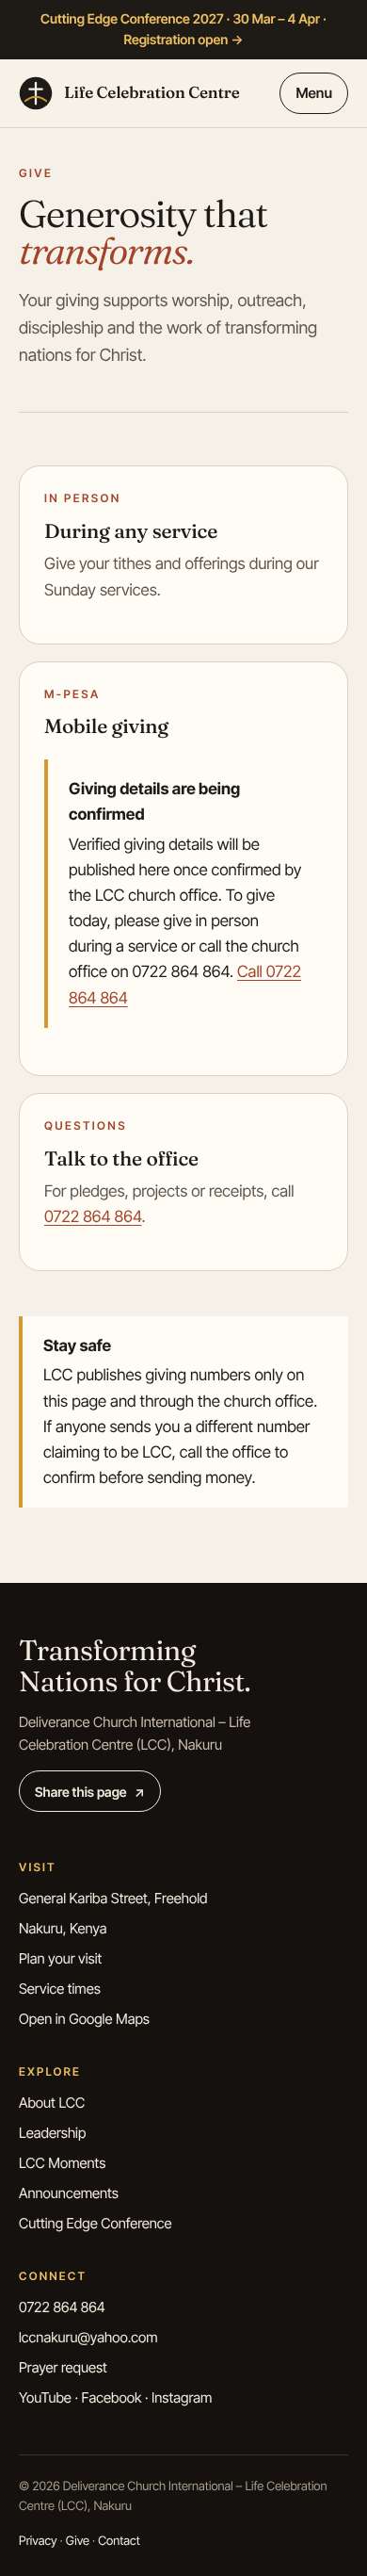 Cutting Edge Conference 2027 · 30 Mar – 4 Apr ·
Registration open →
Life Celebration Centre
Menu
GIVE
Generosity that
transforms.
Your giving supports worship, outreach,
discipleship and the work of transforming
nations for Christ.
IN PERSON
During any service
Give your tithes and offerings during our
Sunday services.
M-PESA
Mobile giving
Giving details are being
confirmed
Verified giving details will be
published here once confirmed by
the LCC church office. To give
today, please give in person
during a service or call the church
office on 0722 864 864. Call 0722
864 864
QUESTIONS
Talk to the office
For pledges, projects or receipts, call
0722 864 864.
Stay safe
LCC publishes giving numbers only on
this page and through the church office.
If anyone sends you a different number
claiming to be LCC, call the office to
confirm before sending money.
Transforming
Nations for Christ.
Deliverance Church International – Life
Celebration Centre (LCC), Nakuru
Share this page ↗
VISIT
General Kariba Street, Freehold
Nakuru, Kenya
Plan your visit
Service times
Open in Google Maps
EXPLORE
About LCC
Leadership
LCC Moments
Announcements
Cutting Edge Conference
CONNECT
0722 864 864
lccnakuru@yahoo.com
Prayer request
YouTube · Facebook · Instagram
© 2026 Deliverance Church International – Life Celebration
Centre (LCC), Nakuru
Privacy · Give · Contact